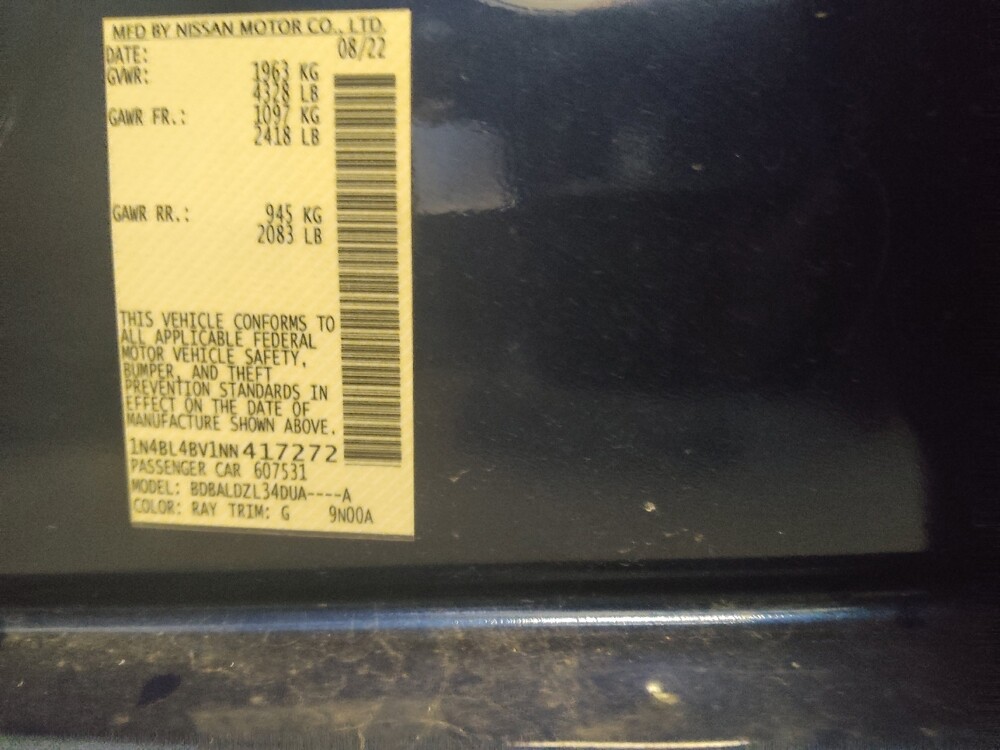 MFD BY NISSAN MOTOR CO., LTD.
DATE: 08/22
GVWR: 1963 KG
4328 LB
GAWR FR.: 1097 KG
2418 LB
GAWR RR.: 945 KG
2083 LB
THIS VEHICLE CONFORMS TO
ALL APPLICABLE FEDERAL
MOTOR VEHICLE SAFETY,
BUMPER, AND THEFT
PREVENTION STANDARDS IN
EFFECT ON THE DATE OF
MANUFACTURE SHOWN ABOVE.
1N4BL4BV1NN417272
PASSENGER CAR 607531
MODEL: BDBALDZL34DUA----A
COLOR: RAY TRIM: G 9N00A